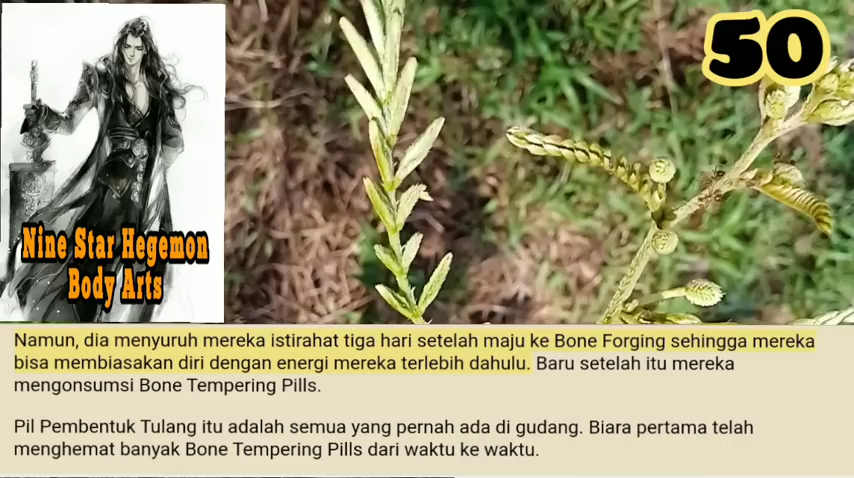 50
Nine Star Hegemon
Body Arts
Namun, dia menyuruh mereka istirahat tiga hari setelah maju ke Bone Forging sehingga mereka
bisa membiasakan diri dengan energi mereka terlebih dahulu. Baru setelah itu mereka
mengonsumsi Bone Tempering Pills.
Pil Pembentuk Tulang itu adalah semua yang pernah ada di gudang. Biara pertama telah
menghemat banyak Bone Tempering Pills dari waktu ke waktu.